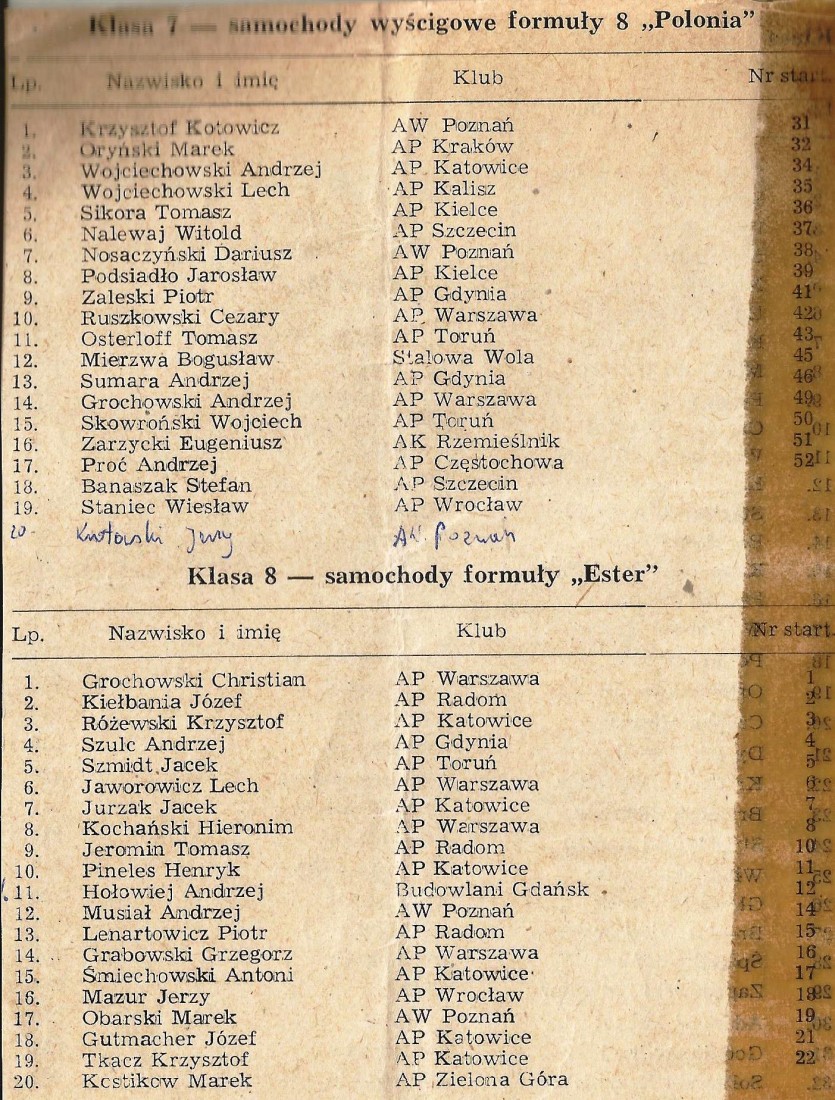 Klasa 7 — samochody wyścigowe formuły 8 „Polonia”
Lp. Nazwisko i imię Klub Nr start.
1. Krzysztof Kotowicz AW Poznań 31
2. Oryński Marek AP Kraków 32
3. Wojciechowski Andrzej AP Katowice 34
4. Wojciechowski Lech AP Kalisz 35
5. Sikora Tomasz AP Kielce 36
6. Nalewaj Witold AP Szczecin 37
7. Nosaczyński Dariusz AW Poznań 38
8. Podsiadło Jarosław AP Kielce 39
9. Zaleski Piotr AP Gdynia 41
10. Ruszkowski Cezary AP Warszawa 42
11. Osterloff Tomasz AP Toruń 43
12. Mierzwa Bogusław Stalowa Wola 45
13. Sumara Andrzej AP Gdynia 46
14. Grochowski Andrzej AP Warszawa 49
15. Skowroński Wojciech AP Toruń 50
16. Zarzycki Eugeniusz AK Rzemieślnik 51
17. Proć Andrzej AP Częstochowa 52
18. Banaszak Stefan AP Szczecin
19. Staniec Wiesław AP Wrocław
20. Jerzy Poznań
Klasa 8 — samochody formuły „Ester”
Lp. Nazwisko i imię Klub Nr start.
1. Grochowski Christian AP Warszawa 1
2. Kiełbania Józef AP Radom 2
3. Różewski Krzysztof AP Katowice 3
4. Szulc Andrzej AP Gdynia 4
5. Szmidt Jacek AP Toruń 5
6. Jaworowicz Lech AP Warszawa 6
7. Jurzak Jacek AP Katowice 7
8. Kochański Hieronim AP Warszawa 8
9. Jeromin Tomasz AP Radom 10
10. Pineles Henryk AP Katowice 11
11. Hołowiej Andrzej Budowlani Gdańsk 12
12. Musiał Andrzej AW Poznań 14
13. Lenartowicz Piotr AP Radom 15
14. Grabowski Grzegorz AP Warszawa 16
15. Śmiechowski Antoni AP Katowice 17
16. Mazur Jerzy AP Wrocław 18
17. Obarski Marek AW Poznań 19
18. Gutmacher Józef AP Katowice 21
19. Tkacz Krzysztof AP Katowice 22
20. Kostikow Marek AP Zielona Góra